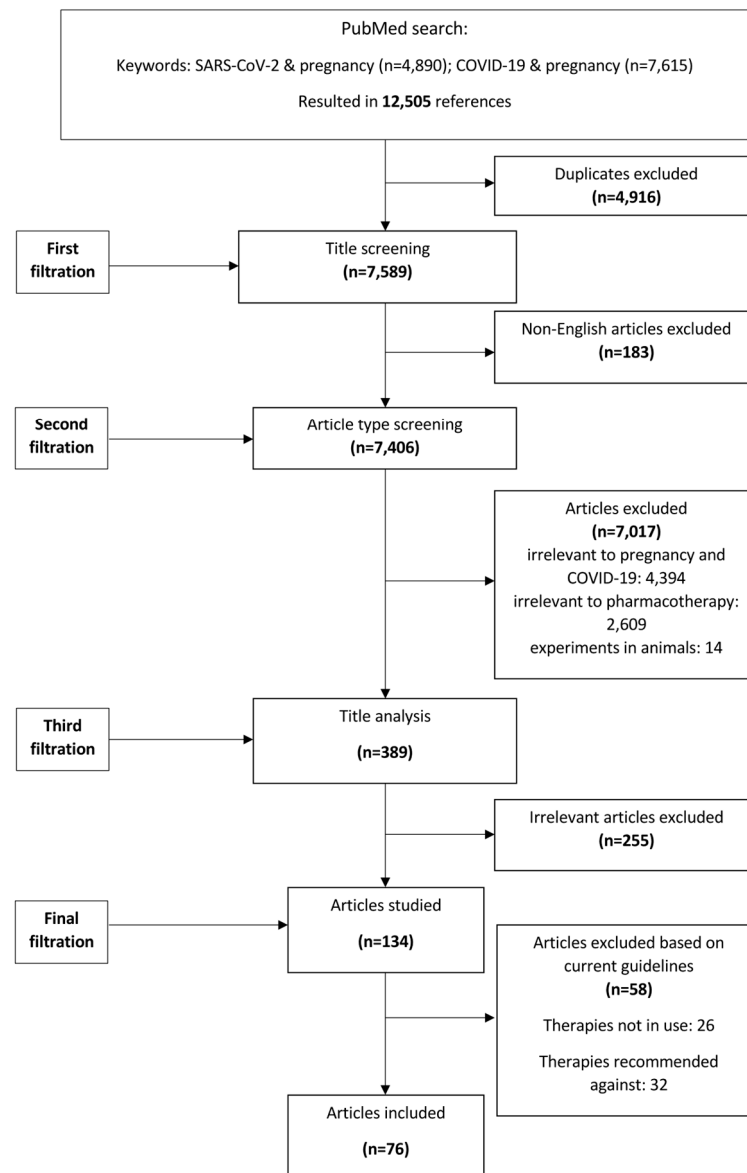 PubMed search:
Keywords: SARS-CoV-2 & pregnancy (n=4,890); COVID-19 & pregnancy (n=7,615)
Resulted in 12,505 references
Duplicates excluded
(n=4,916)
First
filtration
Title screening
(n=7,589)
Non-English articles excluded
(n=183)
Second
filtration
Article type screening
(n=7,406)
Articles excluded
(n=7,017)
irrelevant to pregnancy and
COVID-19: 4,394
irrelevant to pharmacotherapy:
2,609
experiments in animals: 14
Third
filtration
Title analysis
(n=389)
Irrelevant articles excluded
(n=255)
Final
filtration
Articles studied
(n=134)
Articles excluded based on
current guidelines
(n=58)
Therapies not in use: 26
Therapies recommended
against: 32
Articles included
(n=76)